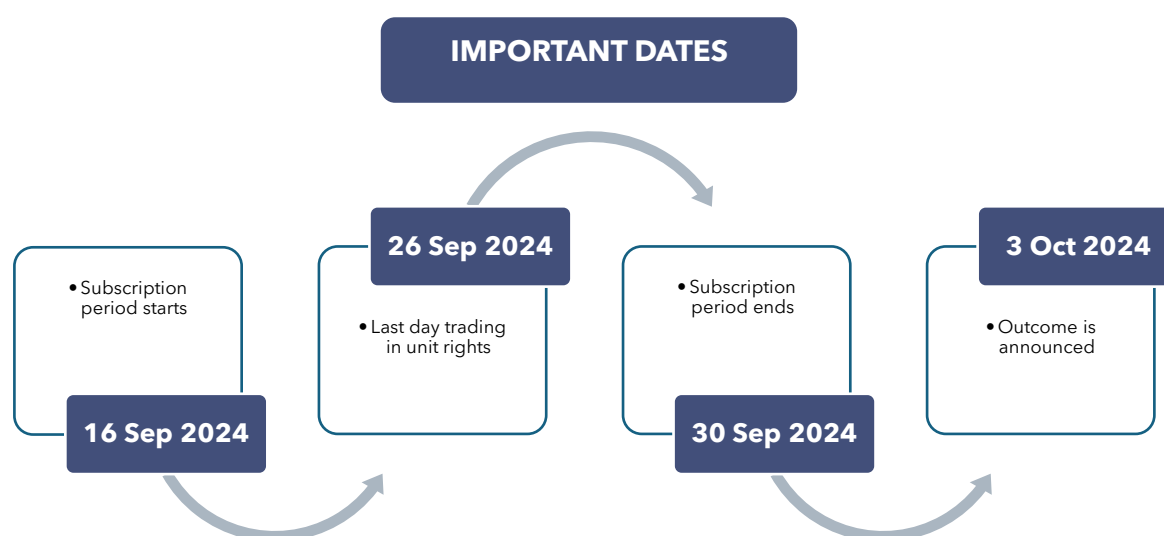 IMPORTANT DATES
• Subscription
period starts
16 Sep 2024
26 Sep 2024
• Last day trading
in unit rights
• Subscription
period ends
30 Sep 2024
3 Oct 2024
• Outcome is
announced